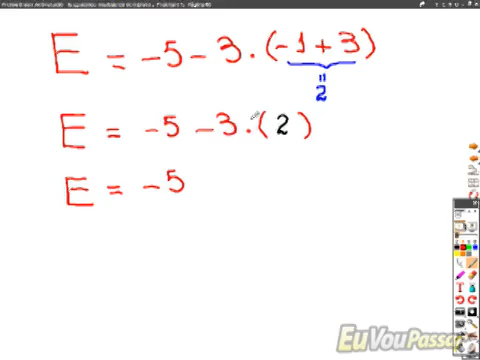 E = -5 - 3 . (-1 + 3)
=
2
E = -5 - 3 . ( 2 )
E = -5
EuVouPassar